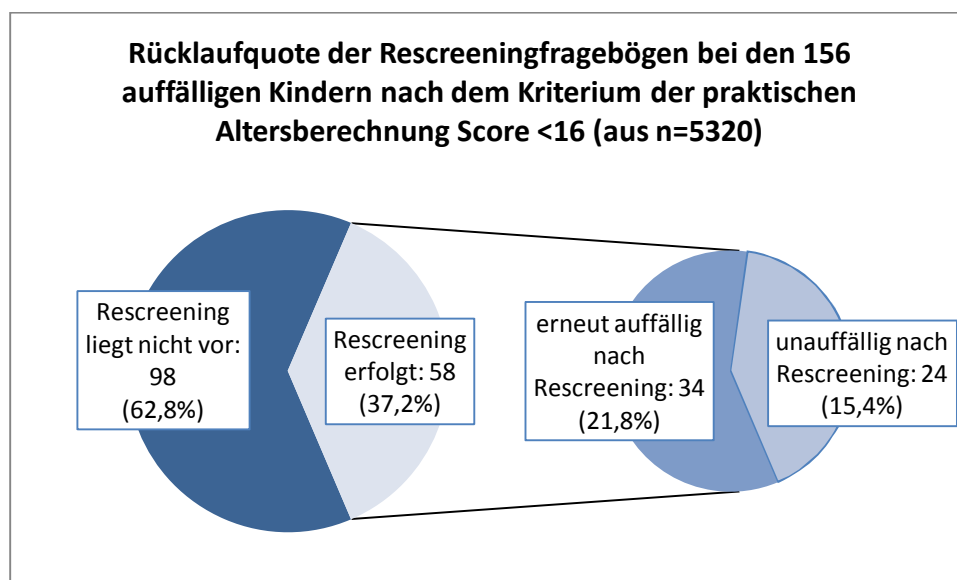 Rücklaufquote der Rescreeningfragebögen bei den 156
auffälligen Kindern nach dem Kriterium der praktischen
Altersberechnung Score <16 (aus n=5320)
Rescreening
liegt nicht vor:
98
(62,8%)
Rescreening
erfolgt: 58
(37,2%)
erneut auffällig
nach
Rescreening: 34
(21,8%)
unauffällig nach
Rescreening: 24
(15,4%)